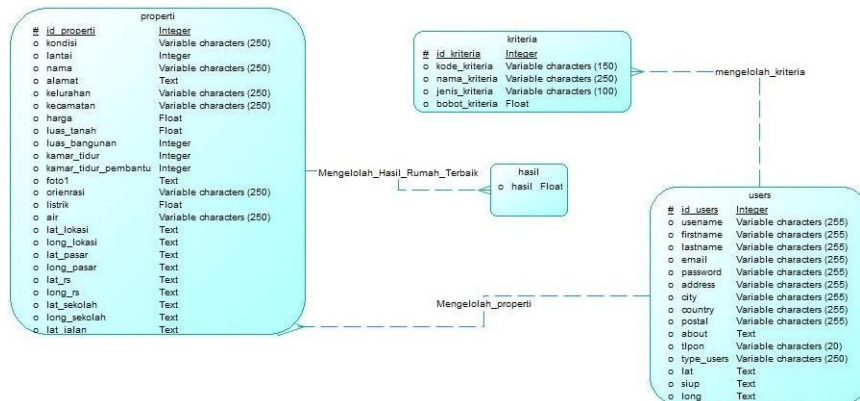 properti
# id_properti Integer
o kondisi Variable characters (250)
o lantai Integer
o nama Variable characters (250)
o alamat Text
o kelurahan Variable characters (250)
o kecamatan Variable characters (250)
o harga Float
o luas_tanah Float
o luas_bangunan Integer
o kamar_tidur Integer
o kamar_tidur_pembantu Integer
o foto1 Text
o orienrasi Variable characters (250)
o listrik Float
o air Variable characters (250)
o lat_lokasi Text
o long_lokasi Text
o lat_pasar Text
o long_pasar Text
o lat_rs Text
o long_rs Text
o lat_sekolah Text
o long_sekolah Text
o lat_jalan Text
kriteria
# id_kriteria Integer
o kode_kriteria Variable characters (150)
o nama_kriteria Variable characters (250)
o jenis_kriteria Variable characters (100)
o bobot_kriteria Float
mengelolah_kriteria
Mengelolah_Hasil_Rumah_Terbaik
hasil
o hasil Float
Mengelolah_properti
users
# id_users Integer
o usename Variable characters (255)
o firstname Variable characters (255)
o lastname Variable characters (255)
o email Variable characters (255)
o password Variable characters (255)
o address Variable characters (255)
o city Variable characters (255)
o country Variable characters (255)
o postal Variable characters (255)
o about Text
o tlpon Variable characters (20)
o type_users Variable characters (250)
o lat Text
o siup Text
o long Text